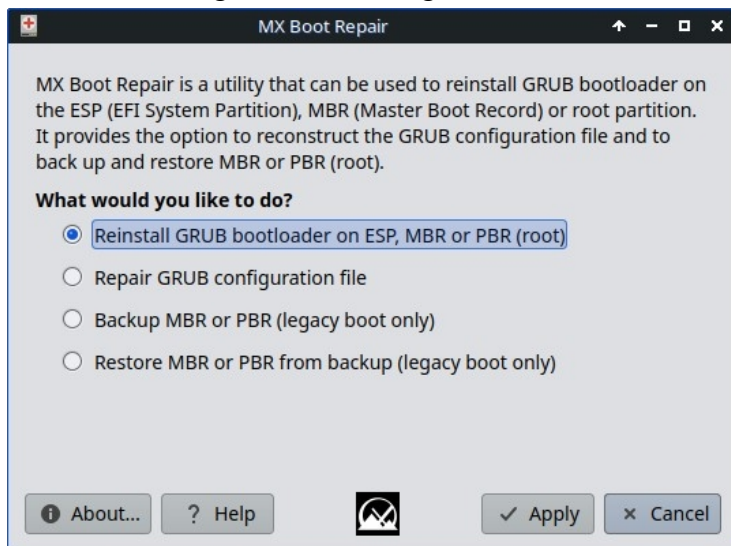 MX Boot Repair
MX Boot Repair is a utility that can be used to reinstall GRUB bootloader on
the ESP (EFI System Partition), MBR (Master Boot Record) or root partition.
It provides the option to reconstruct the GRUB configuration file and to
back up and restore MBR or PBR (root).
What would you like to do?
Reinstall GRUB bootloader on ESP, MBR or PBR (root)
Repair GRUB configuration file
Backup MBR or PBR (legacy boot only)
Restore MBR or PBR from backup (legacy boot only)
About... ? Help Apply Cancel